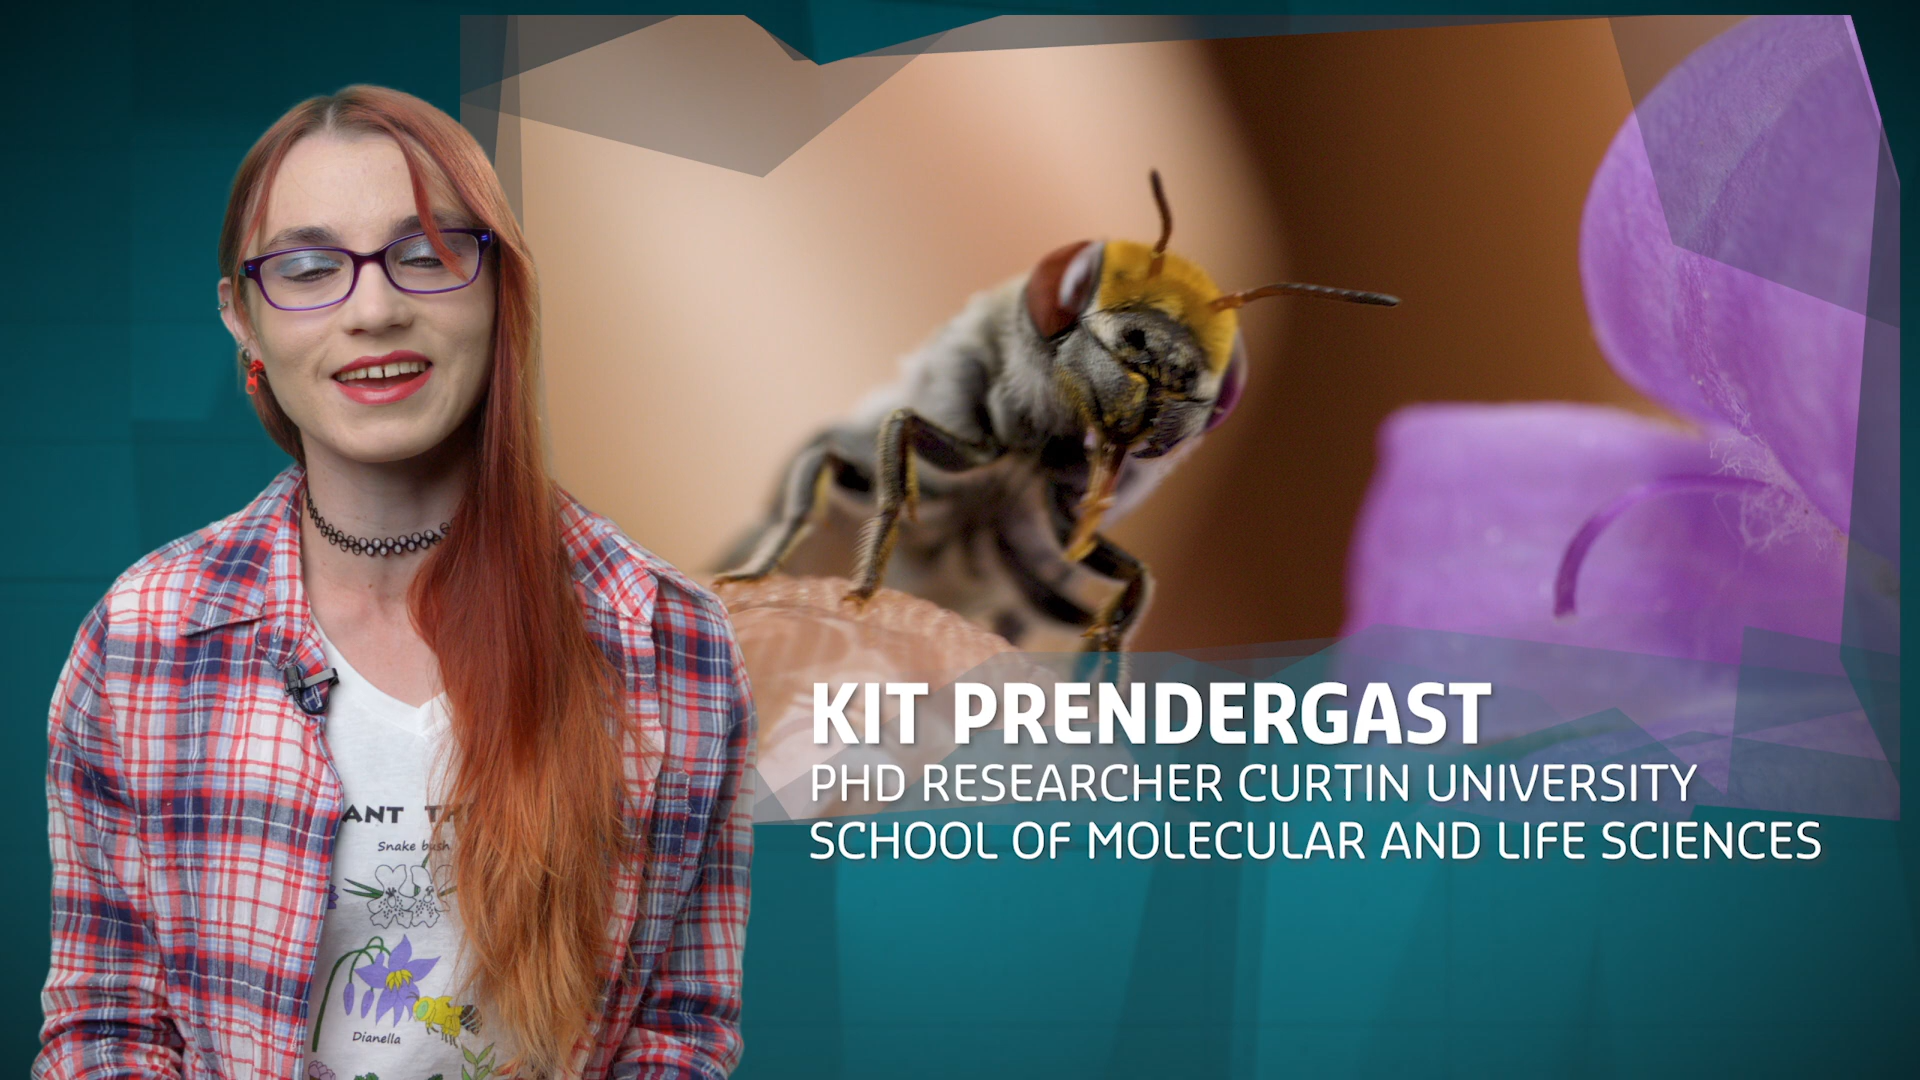 KIT PRENDERGAST
PHD RESEARCHER CURTIN UNIVERSITY
SCHOOL OF MOLECULAR AND LIFE SCIENCES
Snake bush
Dianella